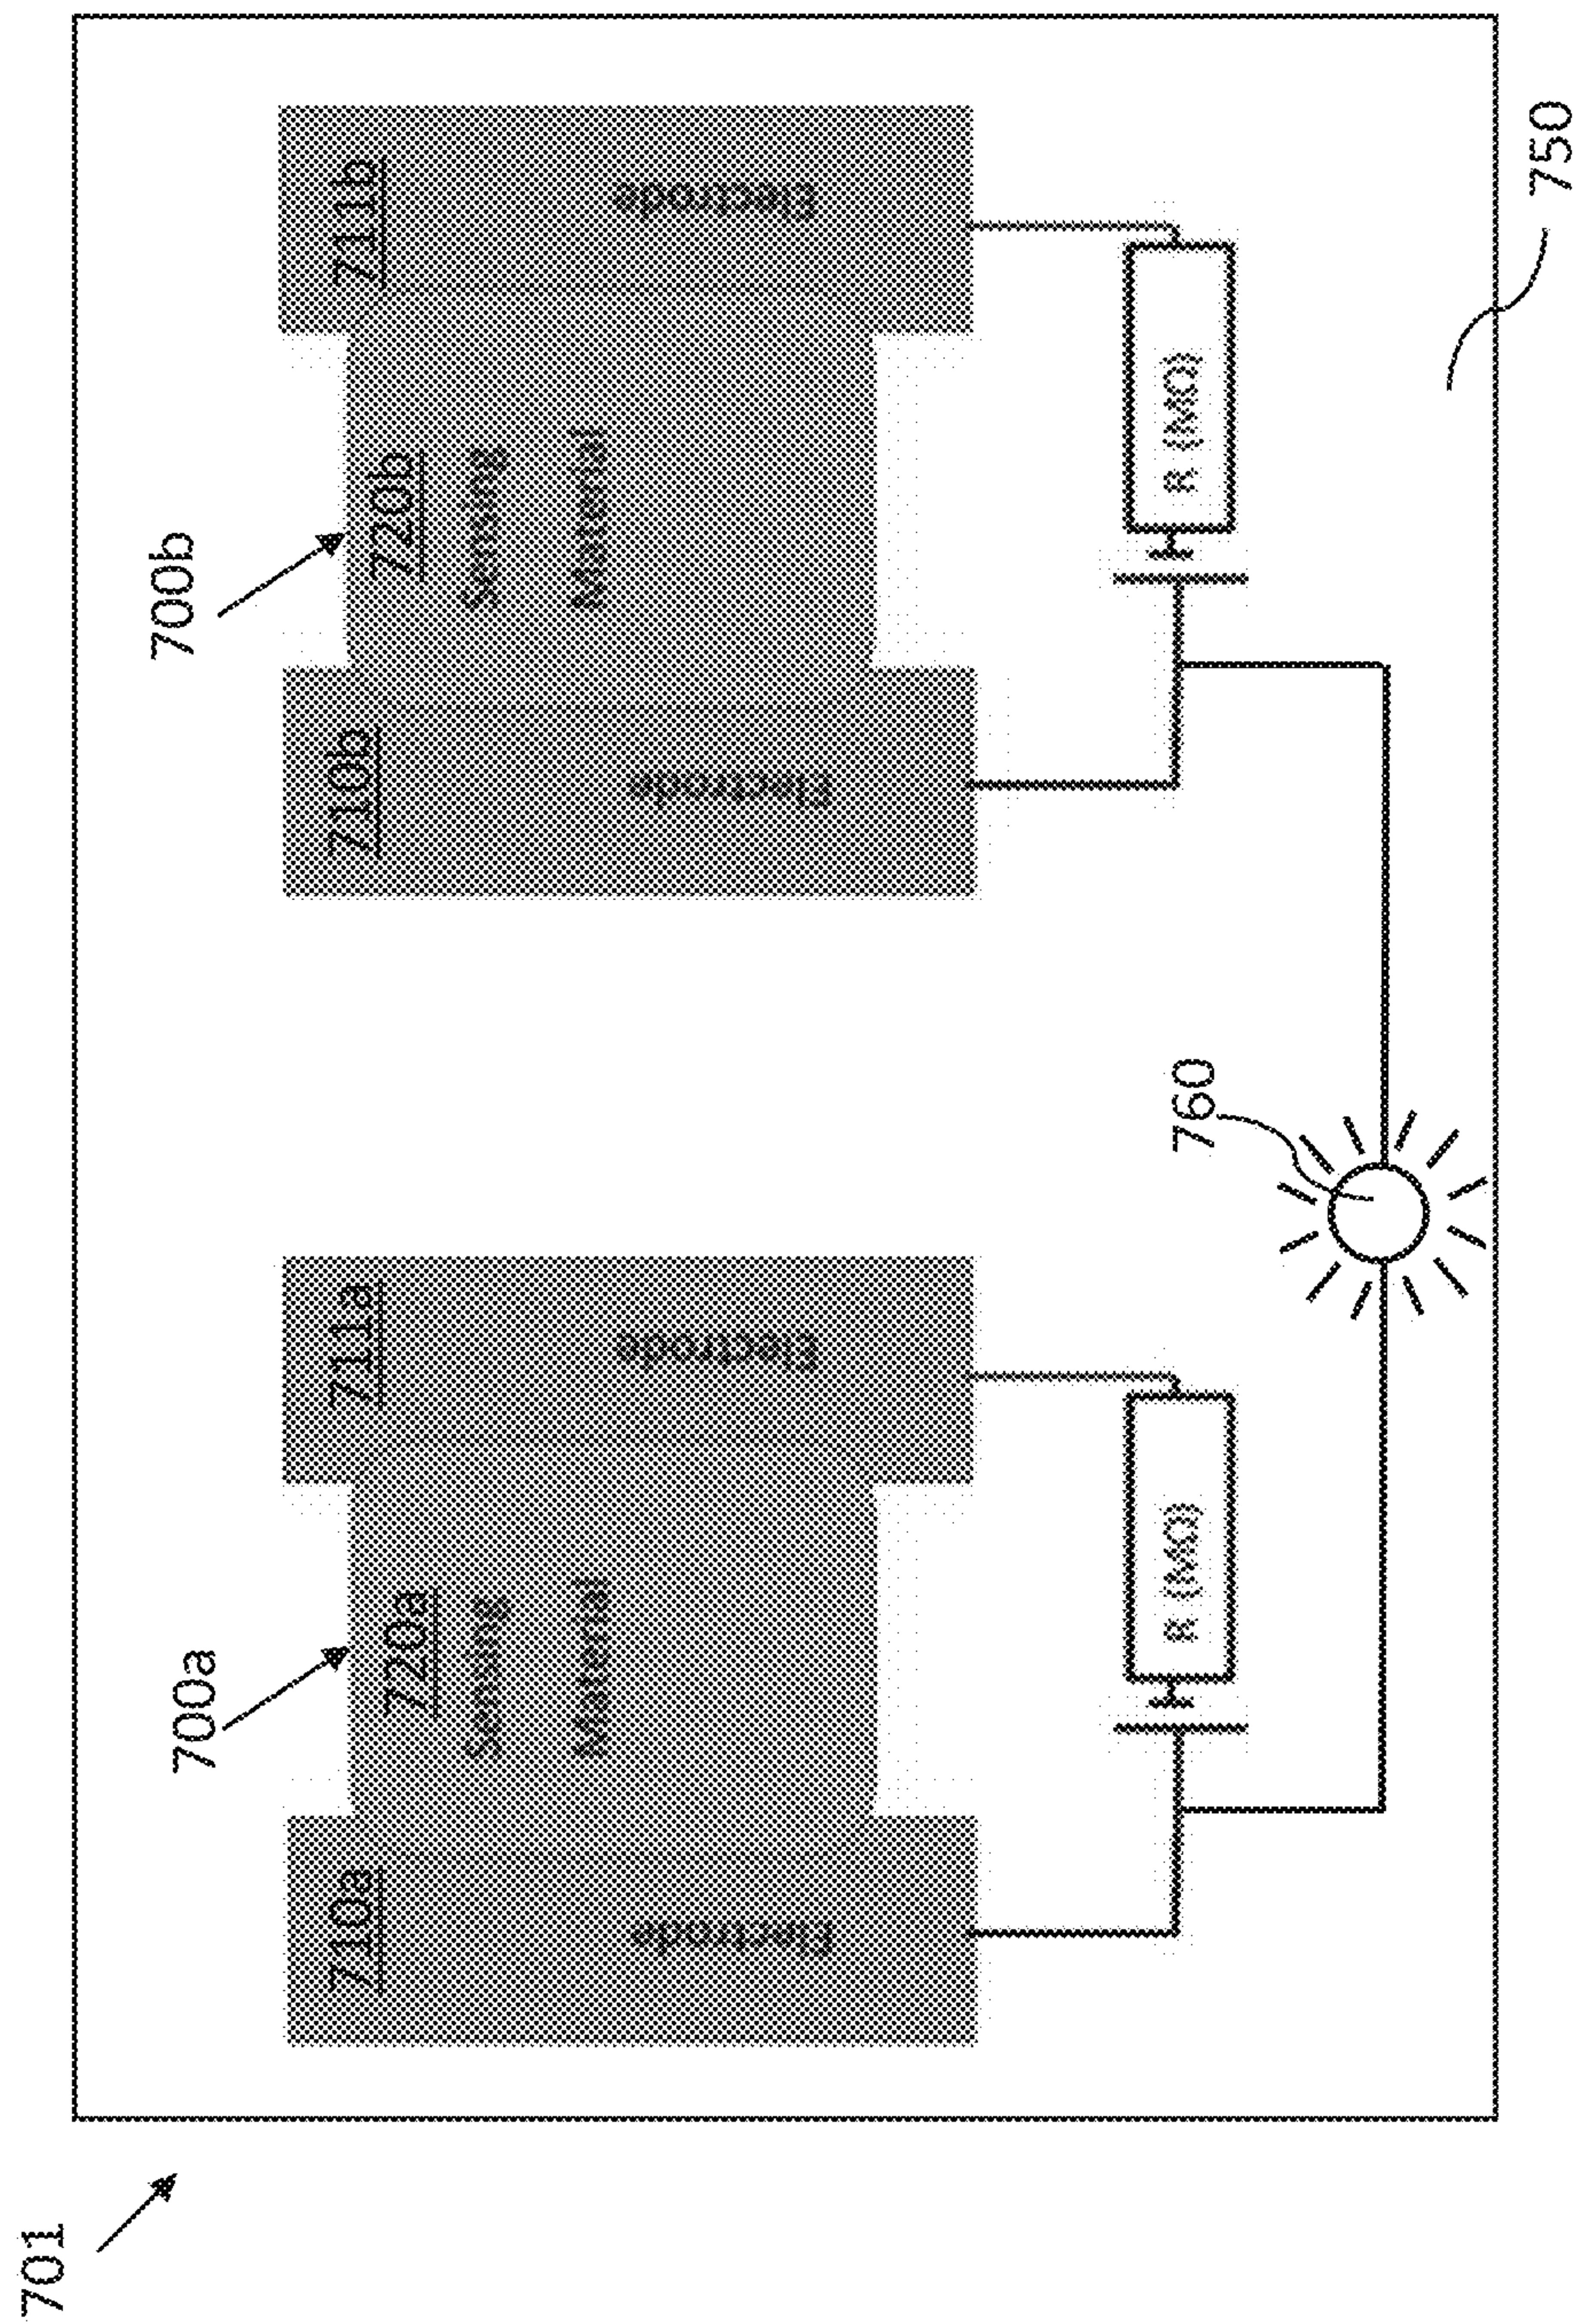 701
700a
700b
710a
Electrode
720a
Sensing
Material
711a
Electrode
710b
Electrode
720b
Sensing
Material
711b
Electrode
R (MΩ)
R (MΩ)
760
750